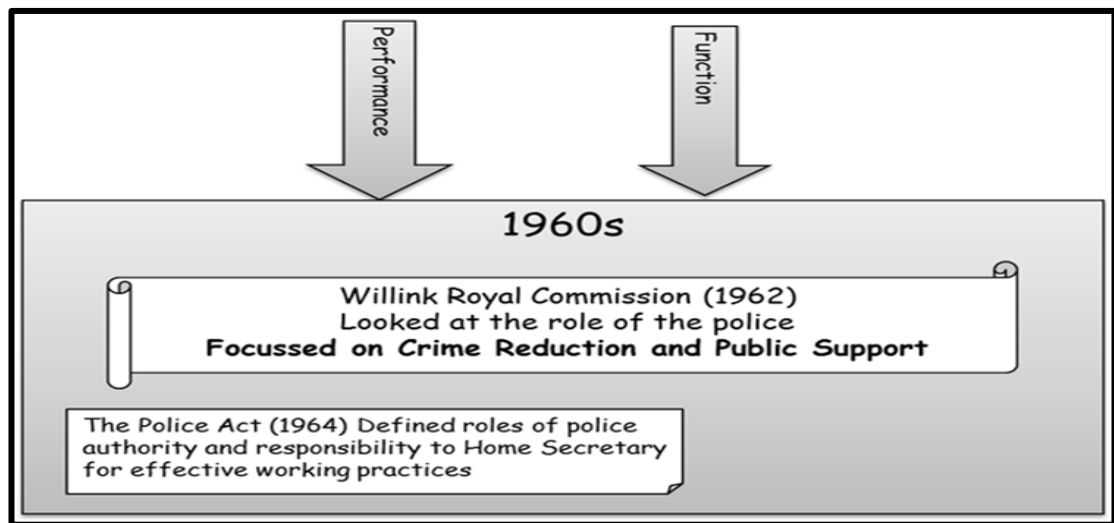 Performance
Function
1960s
Willink Royal Commission (1962)
Looked at the role of the police
Focussed on Crime Reduction and Public Support
The Police Act (1964) Defined roles of police
authority and responsibility to Home Secretary
for effective working practices